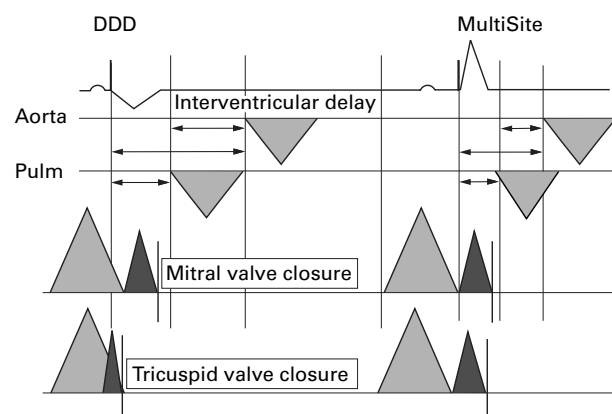 DDD
MultiSite
Interventricular delay
Aorta
Pulm
Mitral valve closure
Tricuspid valve closure